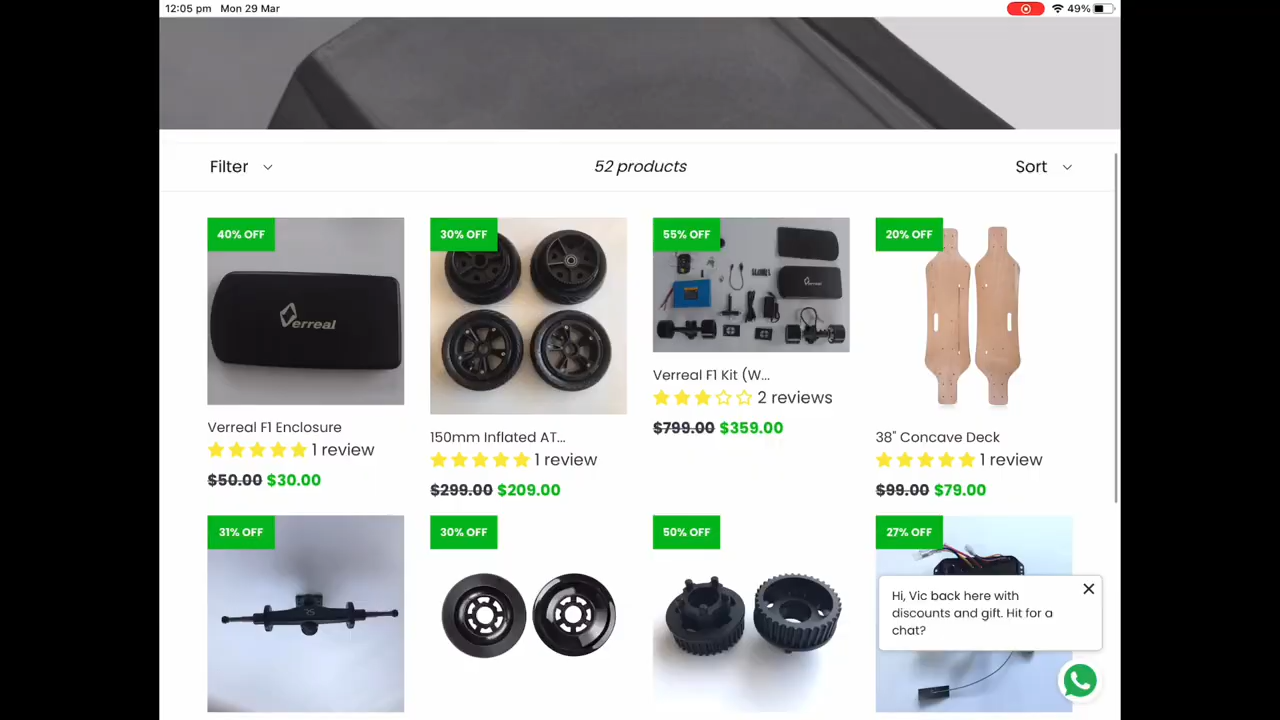 12:05 pm Mon 29 Mar
49%
Filter
52 products
Sort
40% OFF
30% OFF
55% OFF
20% OFF
Verreal
Verreal
Verreal F1 Enclosure
1 review
$50.00 $30.00
150mm Inflated AT...
1 review
$299.00 $209.00
Verreal F1 Kit (W...
2 reviews
$799.00 $359.00
38" Concave Deck
1 review
$99.00 $79.00
31% OFF
30% OFF
50% OFF
27% OFF
Hi, Vic back here with
discounts and gift. Hit for a
chat?